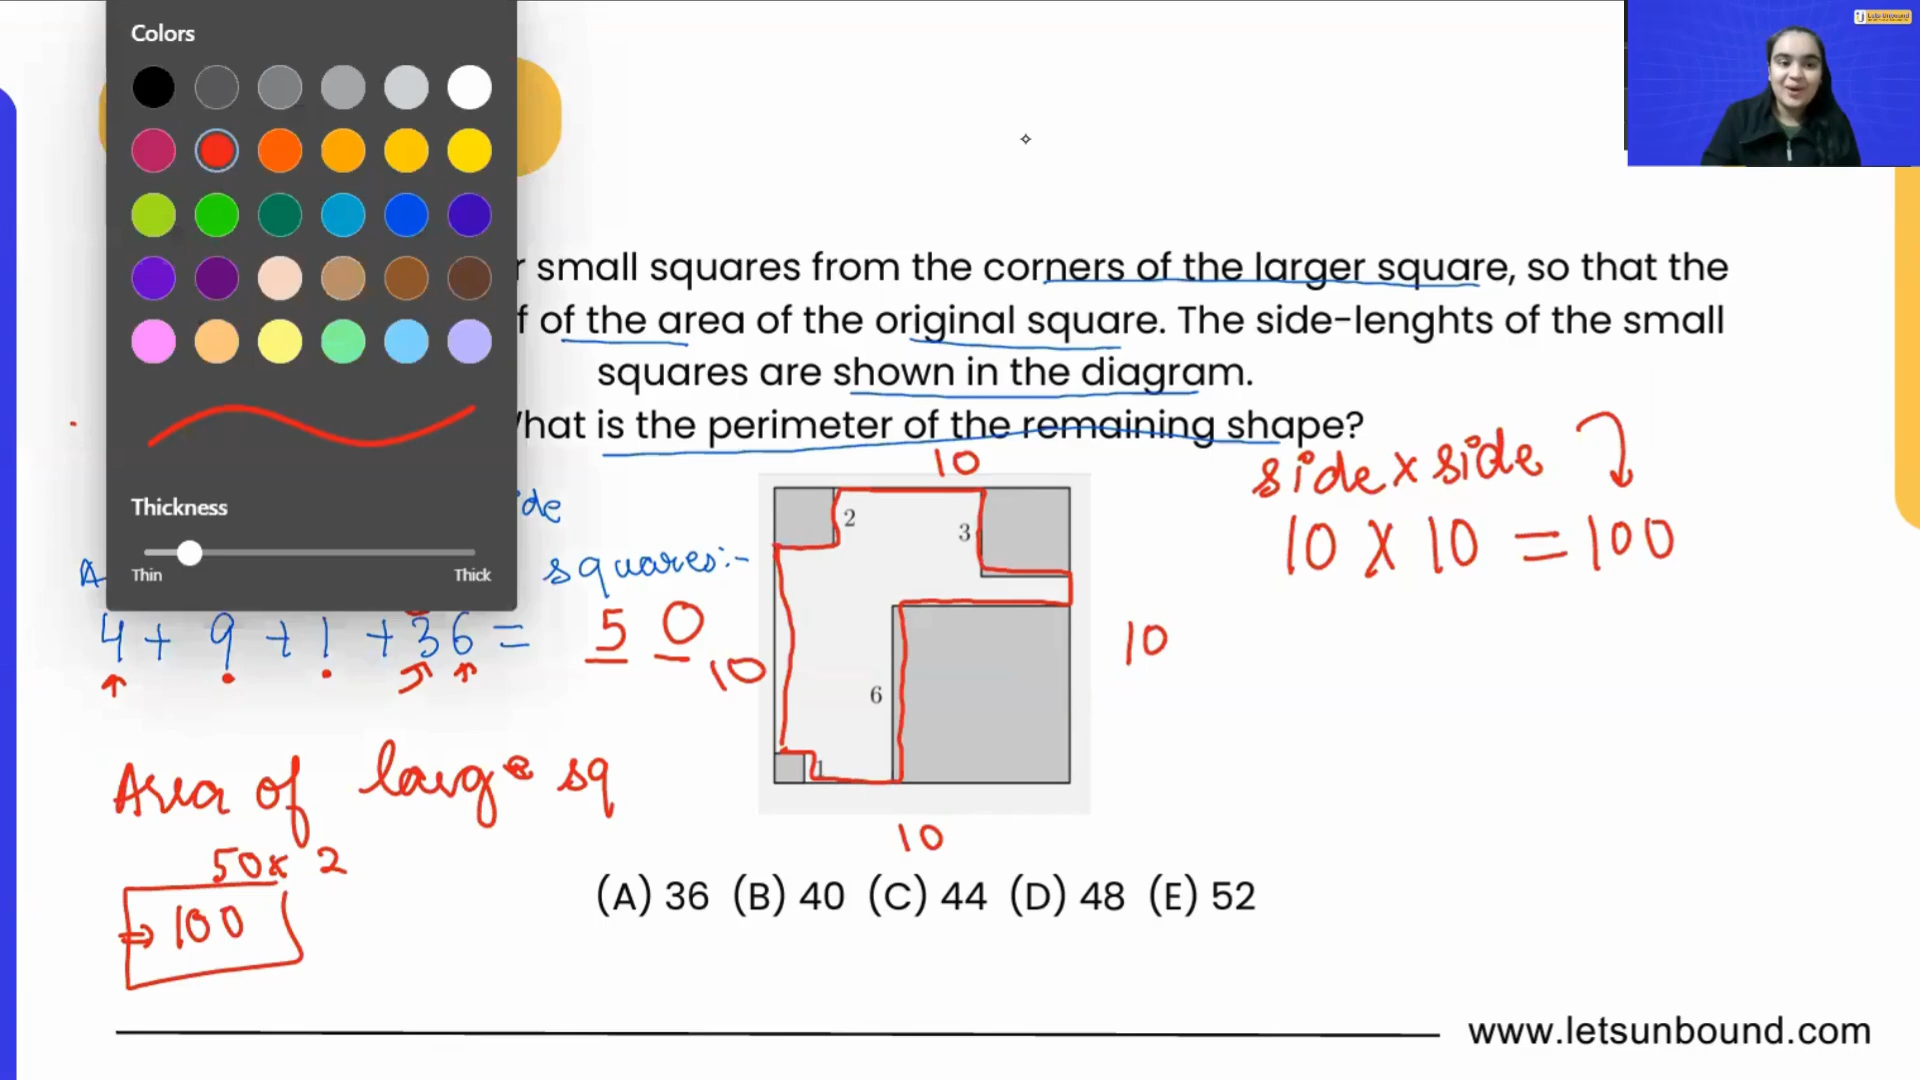 Colors
r small squares from the corners of the larger square, so that the
f of the area of the original square. The side-lenghts of the small
squares are shown in the diagram.
hat is the perimeter of the remaining shape?
Thickness
Thin Thick
de
A squares:-
4 + 9 + 1 + 36 = 50
Area of large sq
50 x 2
⇒ 100
10
2
3
10
6
1
10
10
side x side
10 X 10 = 100
(A) 36 (B) 40 (C) 44 (D) 48 (E) 52
www.letsunbound.com